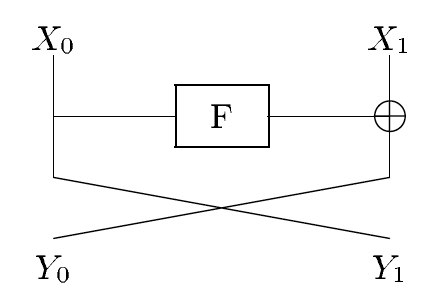 X₀ X₁
F
Y₀ Y₁